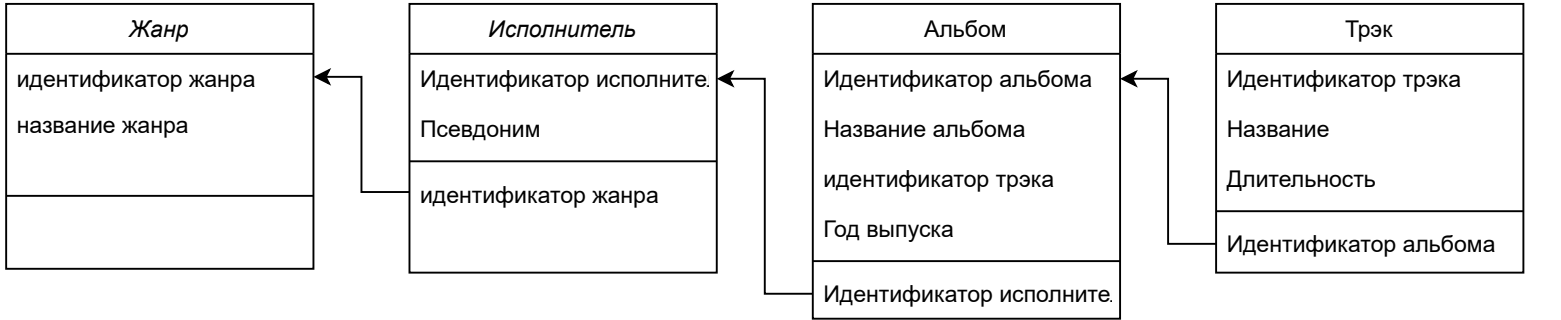 Жанр
идентификатор жанра
название жанра
Исполнитель
Идентификатор исполните
Псевдоним
идентификатор жанра
Альбом
Идентификатор альбома
Название альбома
идентификатор трэка
Год выпуска
Идентификатор исполните
Трэк
Идентификатор трэка
Название
Длительность
Идентификатор альбома